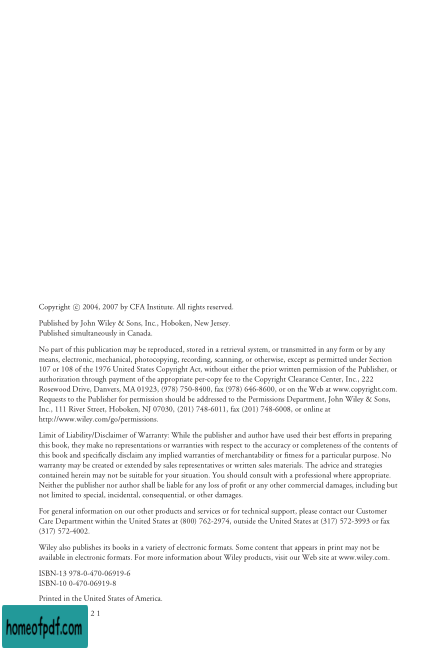 Copyright © 2004, 2007 by CFA Institute. All rights reserved.
Published by John Wiley & Sons, Inc., Hoboken, New Jersey.
Published simultaneously in Canada.
No part of this publication may be reproduced, stored in a retrieval system, or transmitted in any form or by any
means, electronic, mechanical, photocopying, recording, scanning, or otherwise, except as permitted under Section
107 or 108 of the 1976 United States Copyright Act, without either the prior written permission of the Publisher, or
authorization through payment of the appropriate per-copy fee to the Copyright Clearance Center, Inc., 222
Rosewood Drive, Danvers, MA 01923, (978) 750-8400, fax (978) 646-8600, or on the Web at www.copyright.com.
Requests to the Publisher for permission should be addressed to the Permissions Department, John Wiley & Sons,
Inc., 111 River Street, Hoboken, NJ 07030, (201) 748-6011, fax (201) 748-6008, or online at
http://www.wiley.com/go/permissions.
Limit of Liability/Disclaimer of Warranty: While the publisher and author have used their best efforts in preparing
this book, they make no representations or warranties with respect to the accuracy or completeness of the contents of
this book and specifically disclaim any implied warranties of merchantability or fitness for a particular purpose. No
warranty may be created or extended by sales representatives or written sales materials. The advice and strategies
contained herein may not be suitable for your situation. You should consult with a professional where appropriate.
Neither the publisher nor author shall be liable for any loss of profit or any other commercial damages, including but
not limited to special, incidental, consequential, or other damages.
For general information on our other products and services or for technical support, please contact our Customer
Care Department within the United States at (800) 762-2974, outside the United States at (317) 572-3993 or fax
(317) 572-4002.
Wiley also publishes its books in a variety of electronic formats. Some content that appears in print may not be
available in electronic formats. For more information about Wiley products, visit our Web site at www.wiley.com.
ISBN-13 978-0-470-06919-6
ISBN-10 0-470-06919-8
Printed in the United States of America.
2 1
homeofpdf.com